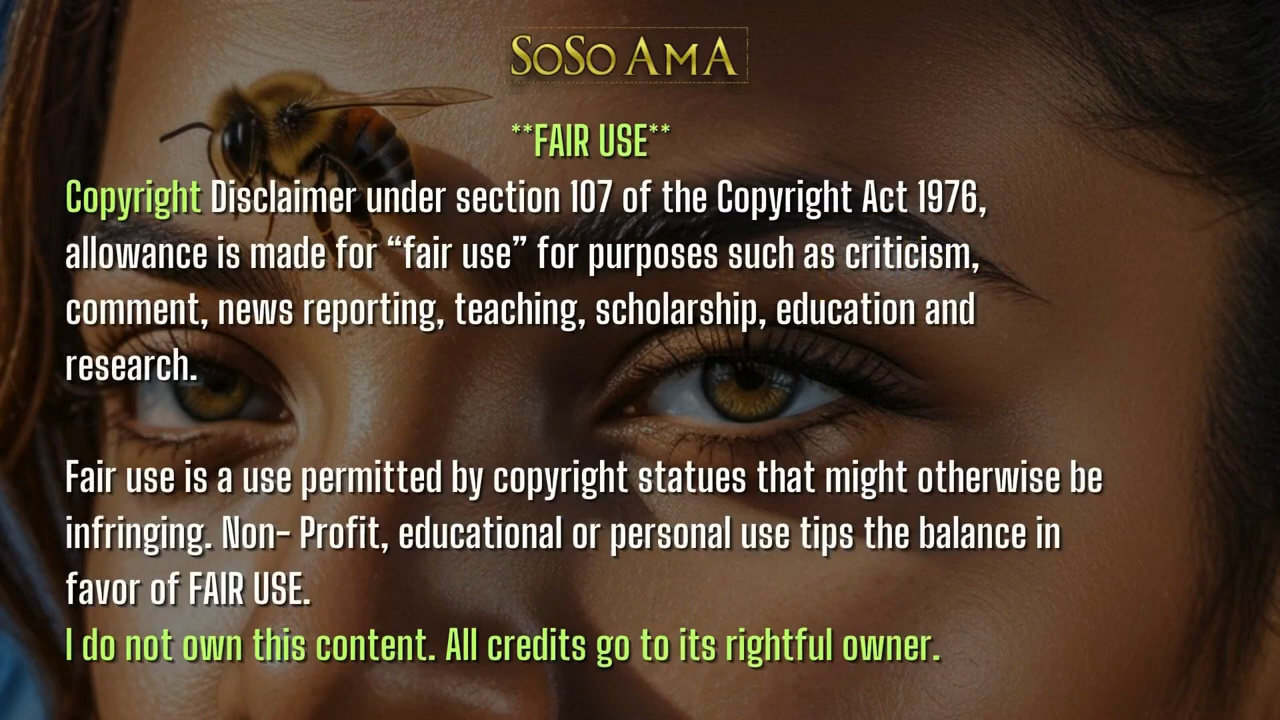 SoSo AmA
**FAIR USE**
Copyright Disclaimer under section 107 of the Copyright Act 1976,
allowance is made for “fair use” for purposes such as criticism,
comment, news reporting, teaching, scholarship, education and
research.
Fair use is a use permitted by copyright statues that might otherwise be
infringing. Non- Profit, educational or personal use tips the balance in
favor of FAIR USE.
I do not own this content. All credits go to its rightful owner.